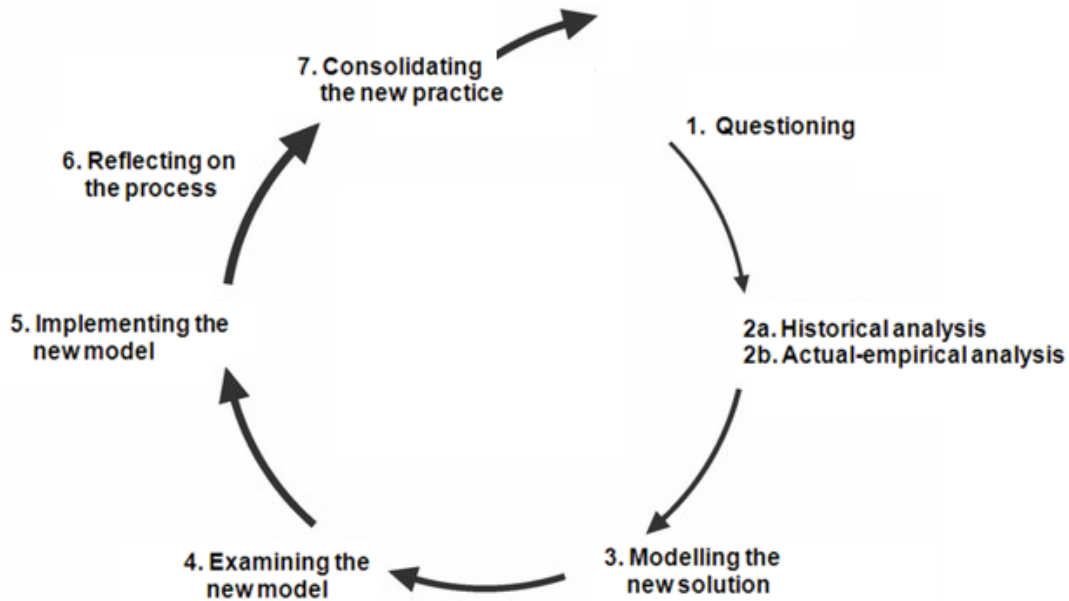 1. Questioning
2a. Historical analysis
2b. Actual-empirical analysis
3. Modelling the
new solution
4. Examining the
new model
5. Implementing the
new model
6. Reflecting on
the process
7. Consolidating
the new practice